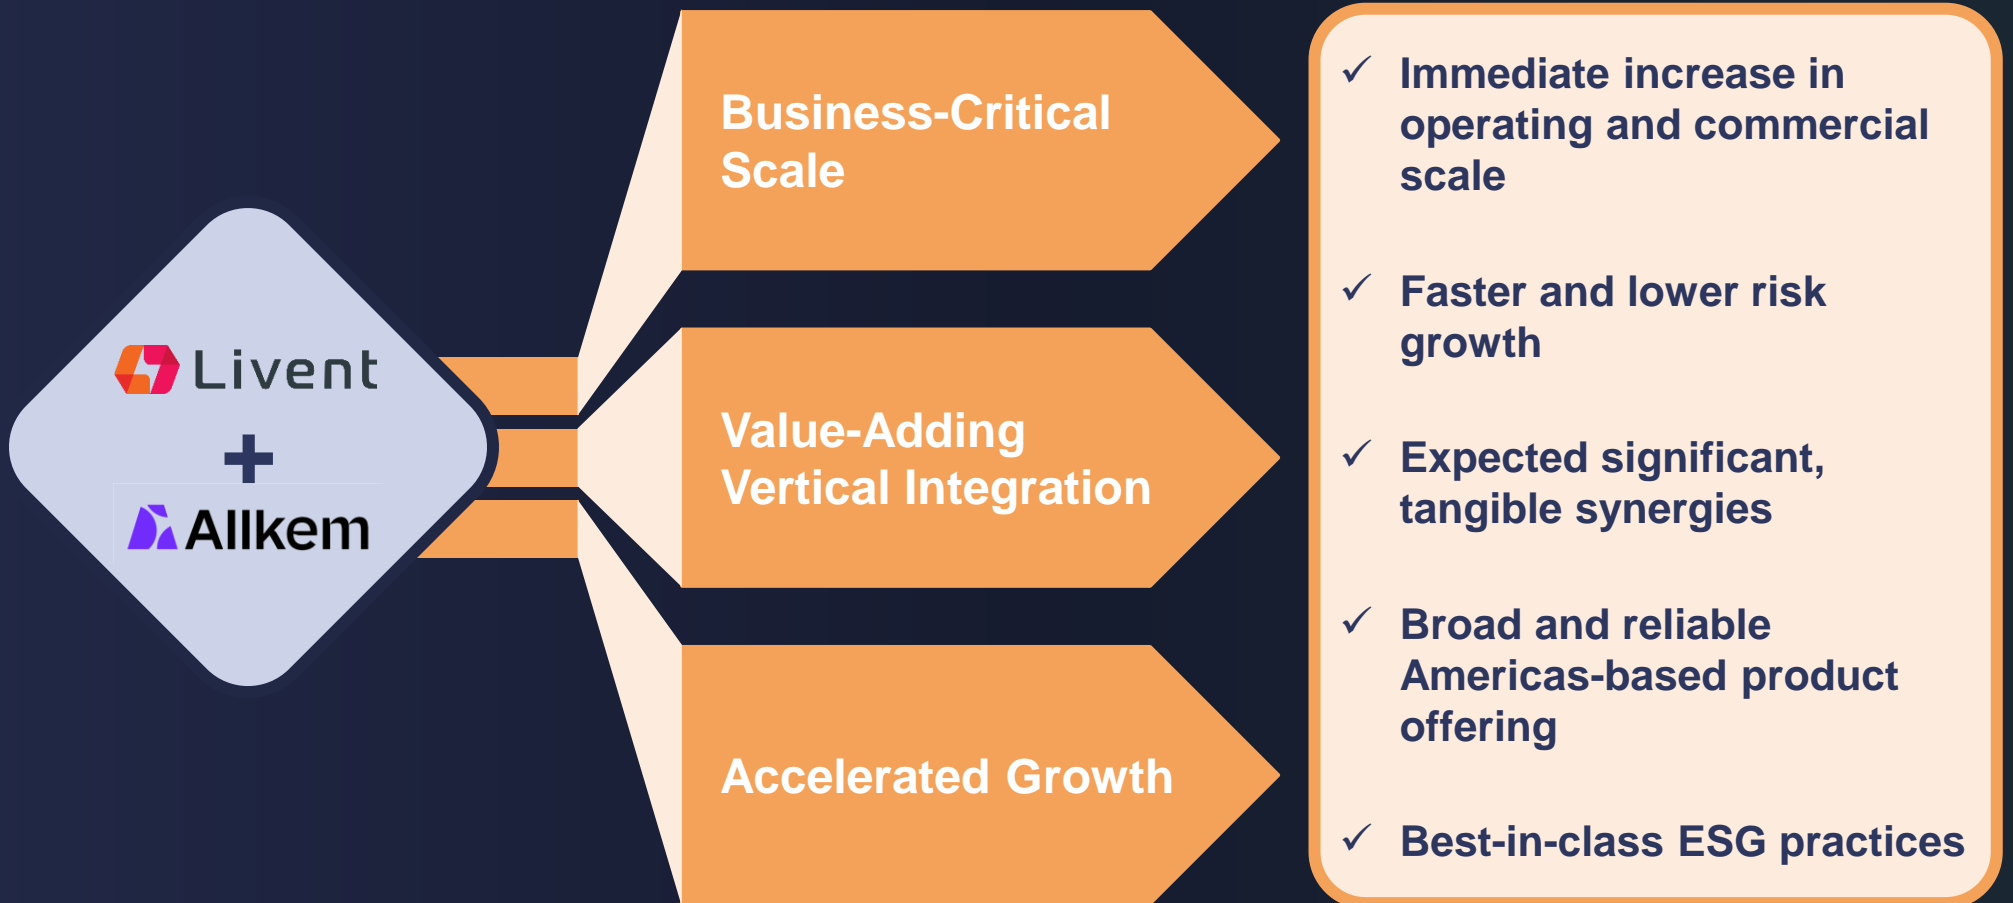 Livent
+
Allkem
Business-Critical
Scale
Value-Adding
Vertical Integration
Accelerated Growth
✓ Immediate increase in
operating and commercial
scale
✓ Faster and lower risk
growth
✓ Expected significant,
tangible synergies
✓ Broad and reliable
Americas-based product
offering
✓ Best-in-class ESG practices